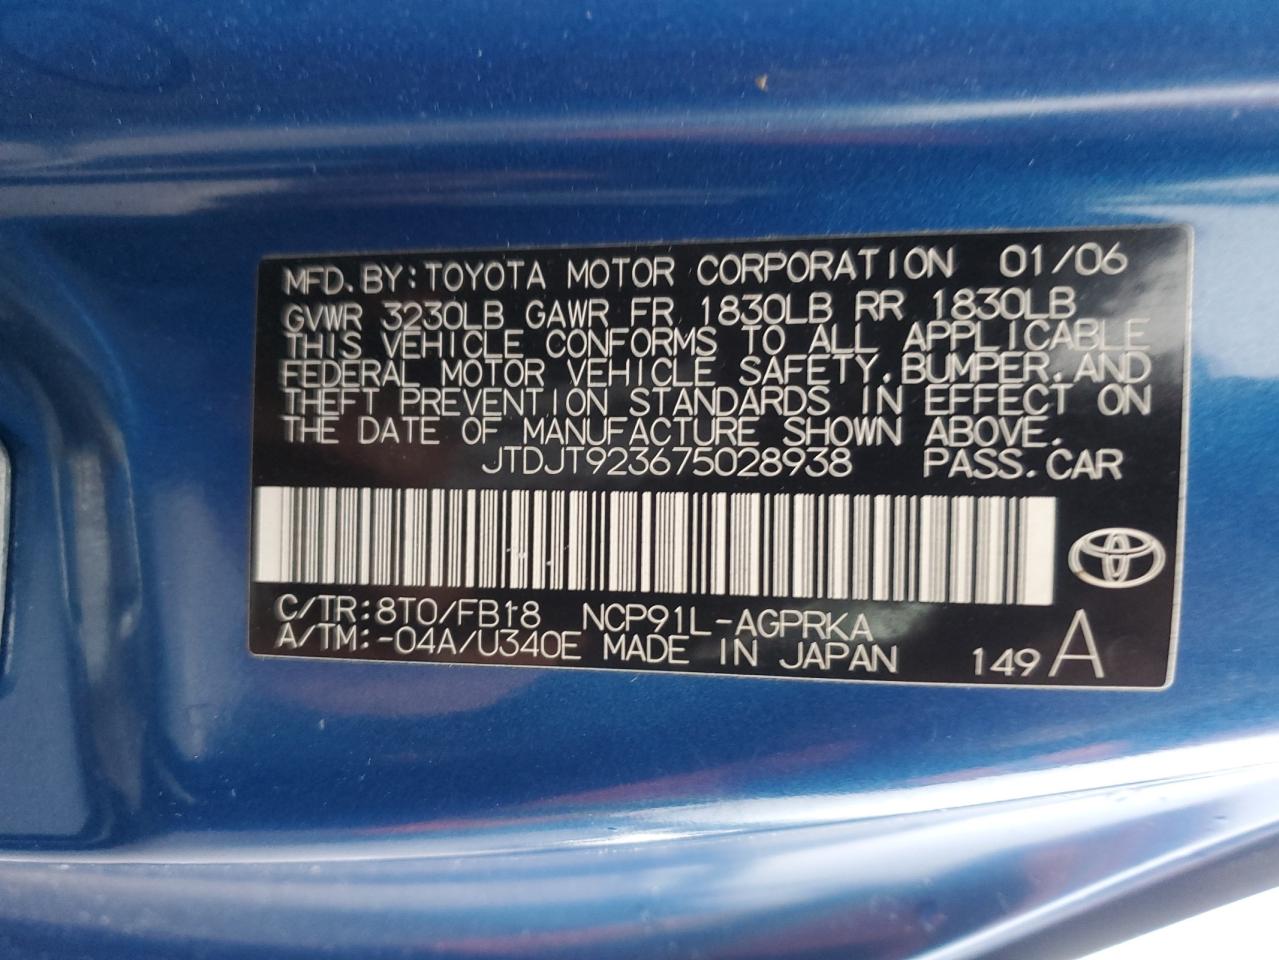 MFD.BY:TOYOTA MOTOR CORPORATION 01/06
GVWR 3230LB GAWR FR 1830LB RR 1830LB
THIS VEHICLE CONFORMS TO ALL APPLICABLE
FEDERAL MOTOR VEHICLE SAFETY,BUMPER,AND
THEFT PREVENTION STANDARDS IN EFFECT ON
THE DATE OF MANUFACTURE SHOWN ABOVE.
JTDJT923675028938 PASS.CAR
C/TR:8T0/FB18 NCP91L-AGPRKA
A/TM:-04A/U340E MADE IN JAPAN 149 A